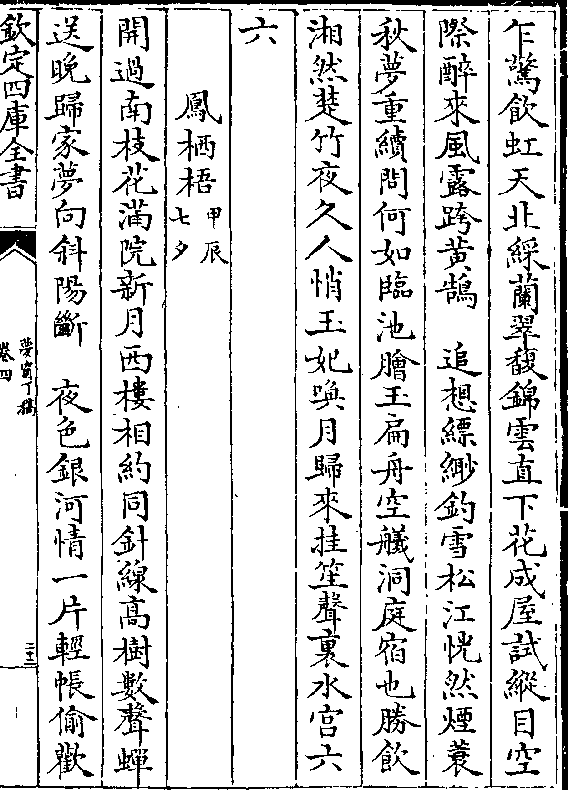 乍驚飲虹天北綵蘭翠馥錦雲直下花成屋試縱目空
際醉來風露跨黃鵠　追想縹緲釣雪松江恍然煙蓑
秋夢重續問何如臨池膾玉扁舟空艤洞庭宿也勝飲
湘然楚竹夜久人悄玉妃喚月歸來挂笙聲裏水宫六
六
鳳栖梧甲辰七夕
開過南枝花滿院新月西樓相約同針線高樹數聲蟬
送晚歸家夢向斜陽斷　夜色銀河情一片輕帳偷歡
欽定四庫全書
夢窗丁稿
卷四
二十三